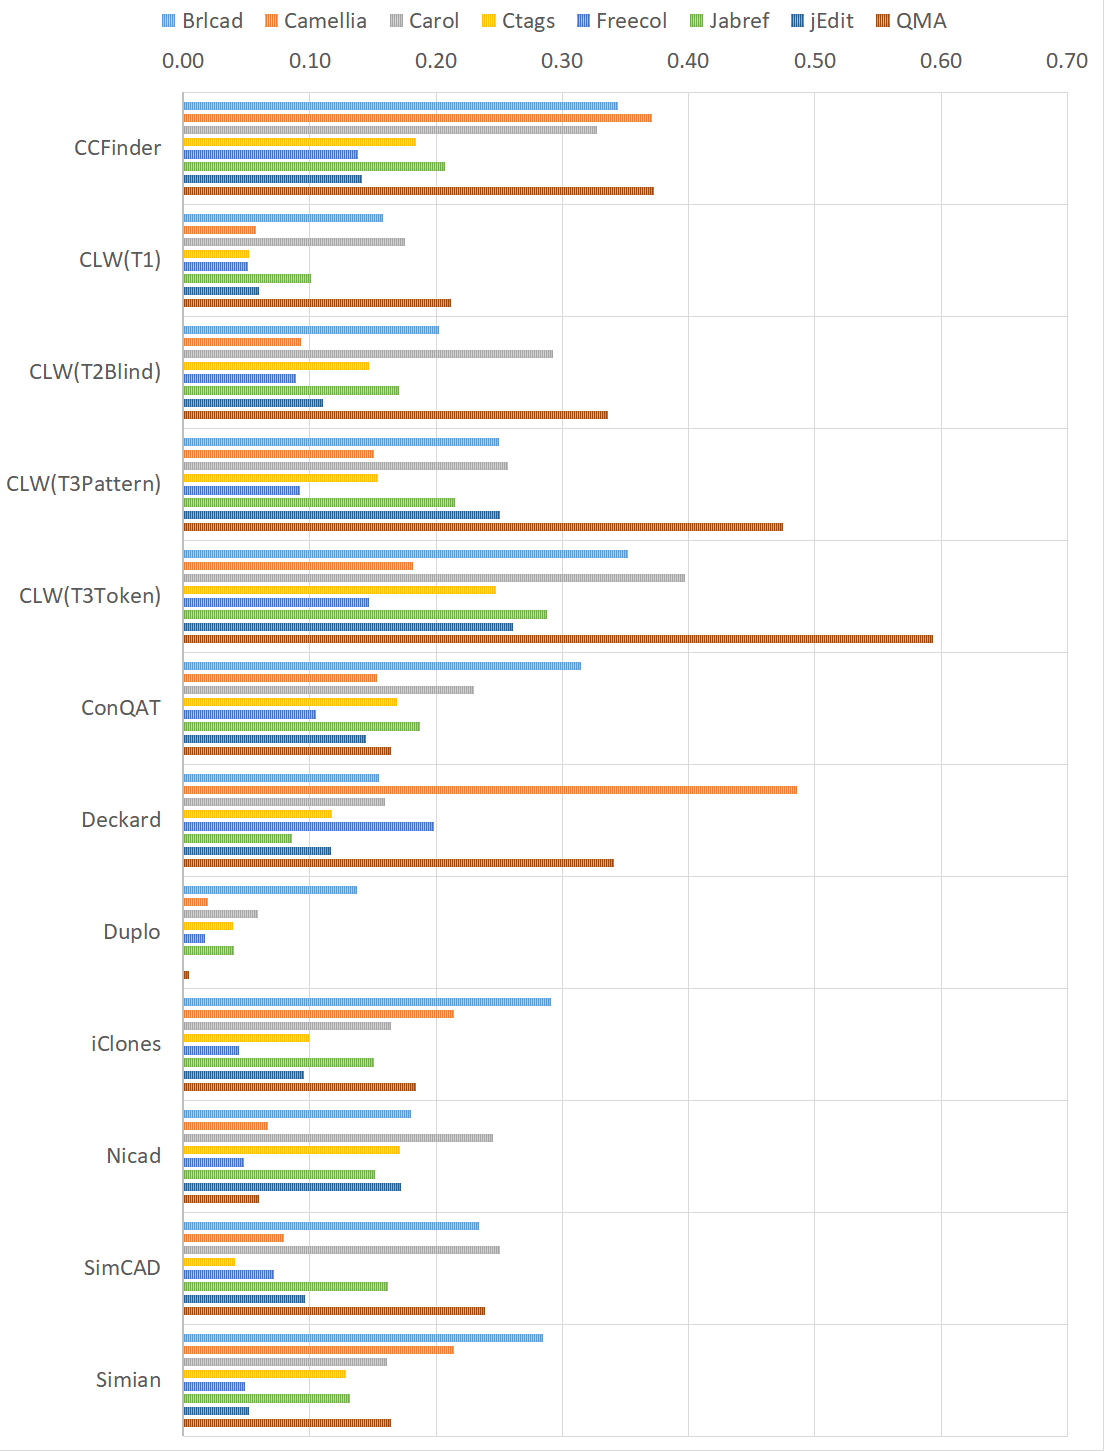 Brlcad Camellia Carol Ctags Freecol Jabref jEdit QMA
0.00 0.10 0.20 0.30 0.40 0.50 0.60 0.70
CCFinder
CLW(T1)
CLW(T2Blind)
CLW(T3Pattern)
CLW(T3Token)
ConQAT
Deckard
Duplo
iClones
Nicad
SimCAD
Simian